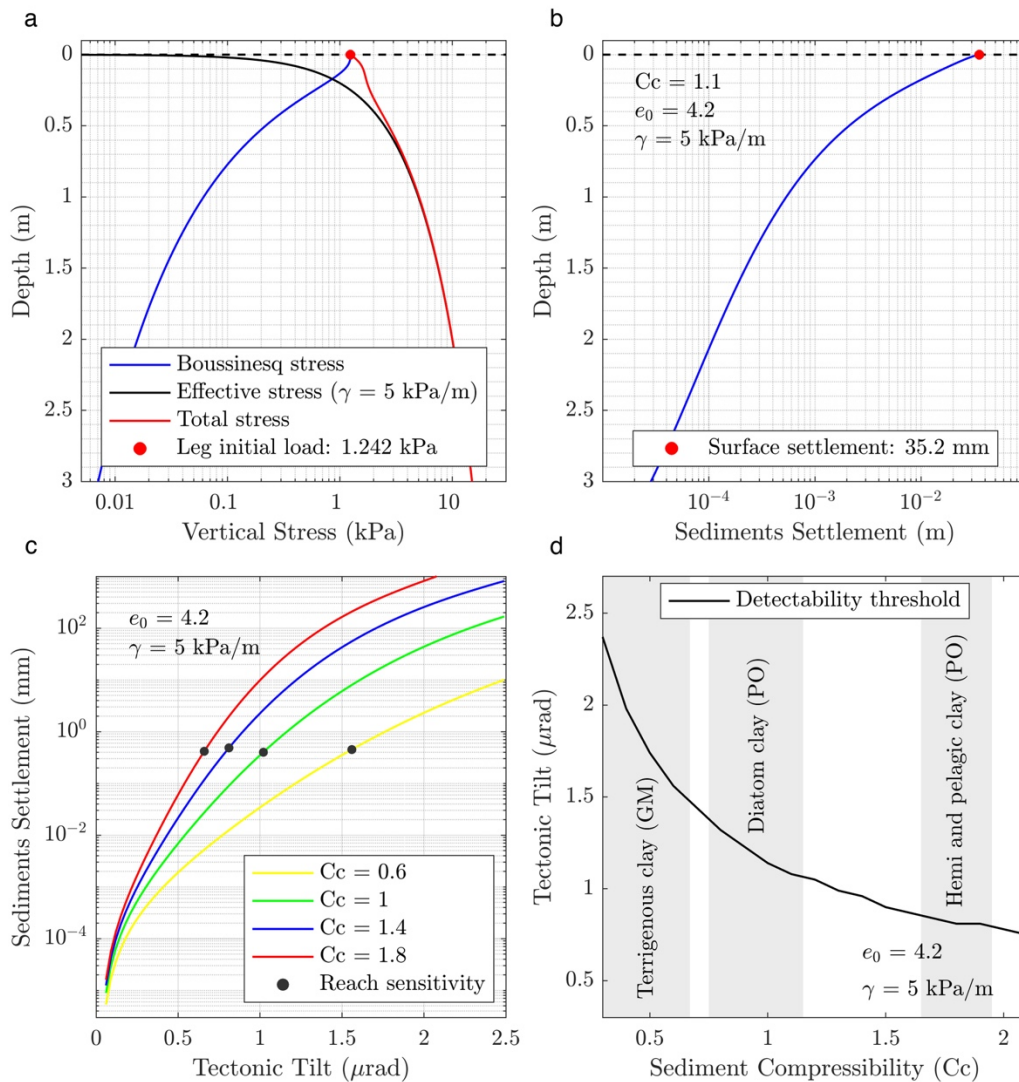 a
0
0.5
1
1.5
2
2.5
3
Depth (m)
0.01
0.1
1
10
Vertical Stress (kPa)
Boussinesq stress
Effective stress (γ = 5 kPa/m)
Total stress
Leg initial load: 1.242 kPa
b
0
0.5
1
1.5
2
2.5
3
Depth (m)
Cc = 1.1
e₀ = 4.2
γ = 5 kPa/m
Surface settlement: 35.2 mm
10⁻⁴
10⁻³
10⁻²
Sediments Settlement (m)
c
10²
10⁰
10⁻²
10⁻⁴
Sediments Settlement (mm)
e₀ = 4.2
γ = 5 kPa/m
Cc = 0.6
Cc = 1
Cc = 1.4
Cc = 1.8
Reach sensitivity
0
0.5
1
1.5
2
2.5
Tectonic Tilt (μrad)
d
2.5
2
1.5
1
0.5
Tectonic Tilt (μrad)
Detectability threshold
Terrigenous clay (GM)
Diatom clay (PO)
Hemi and pelagic clay (PO)
e₀ = 4.2
γ = 5 kPa/m
0.5
1
1.5
2
Sediment Compressibility (Cc)